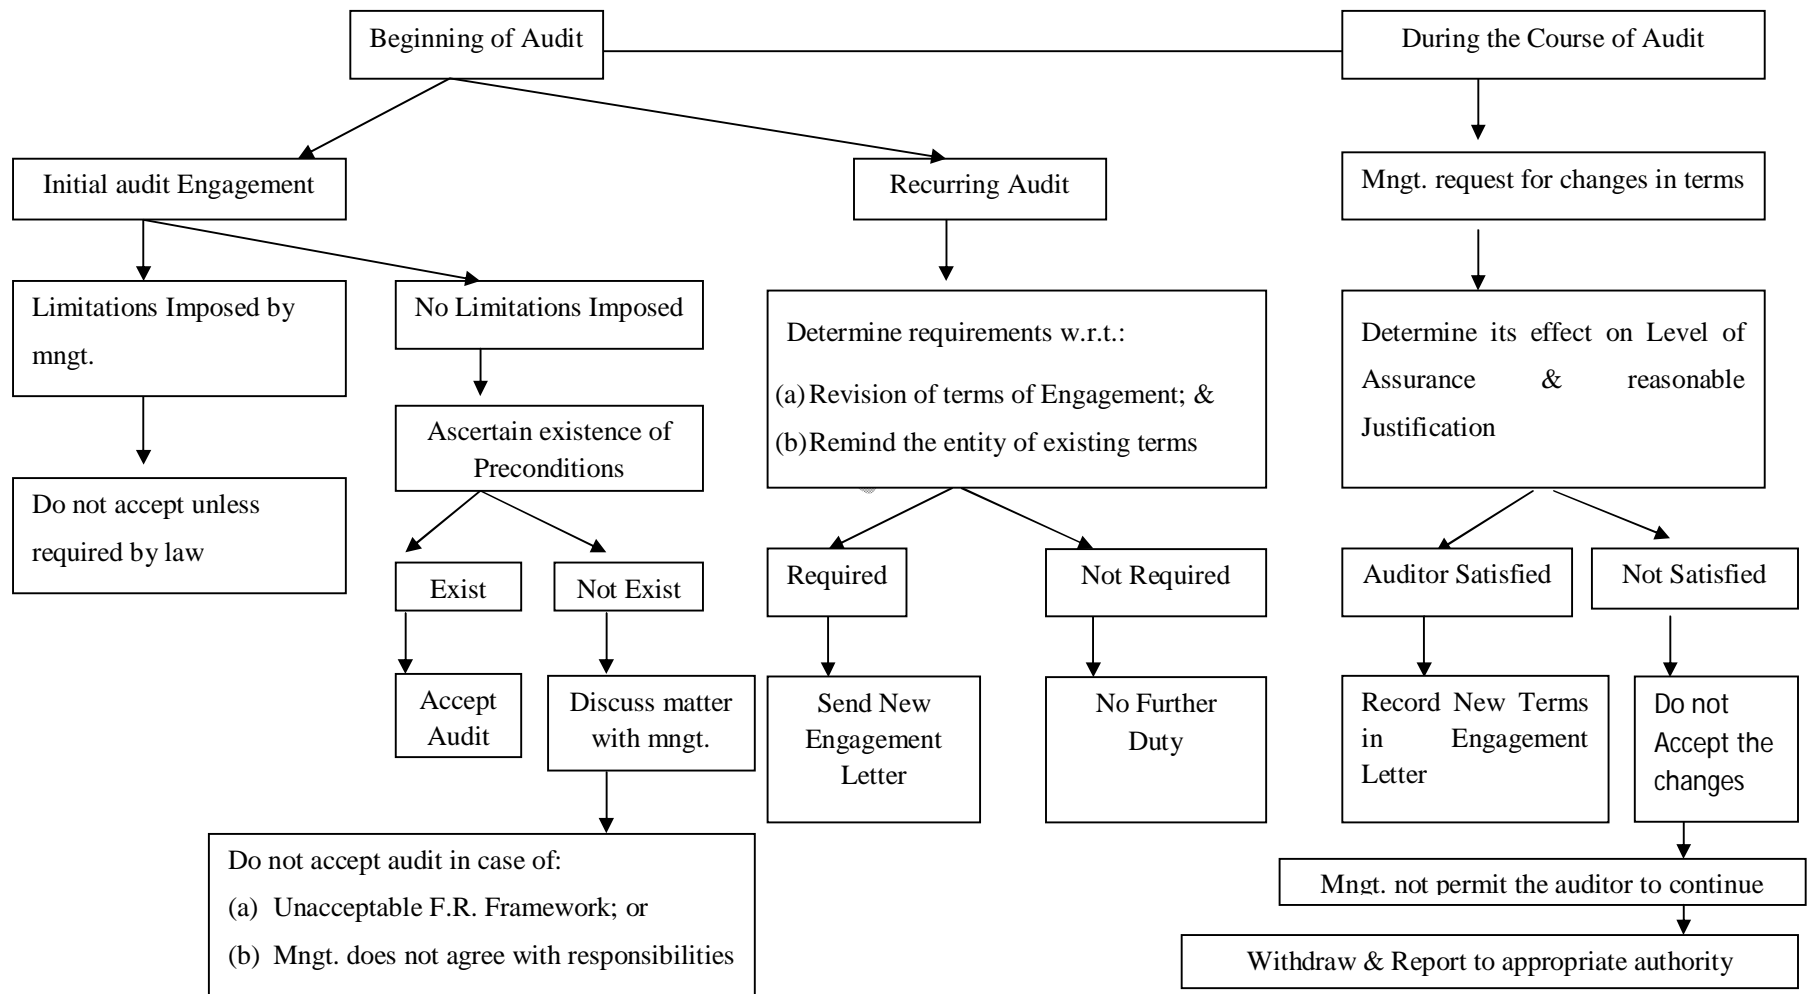 Beginning of Audit
During the Course of Audit
Initial audit Engagement
Recurring Audit
Mngt. request for changes in terms
Limitations Imposed by
mngt.
No Limitations Imposed
Determine requirements w.r.t.:
(a) Revision of terms of Engagement; &
(b) Remind the entity of existing terms
Determine its effect on Level of
Assurance & reasonable
Justification
Ascertain existence of
Preconditions
Do not accept unless
required by law
Exist
Not Exist
Required
Not Required
Auditor Satisfied
Not Satisfied
Accept
Audit
Discuss matter
with mngt.
Send New
Engagement
Letter
No Further
Duty
Record New Terms
in Engagement
Letter
Do not
Accept the
changes
Do not accept audit in case of:
(a) Unacceptable F.R. Framework; or
(b) Mngt. does not agree with responsibilities
Mngt. not permit the auditor to continue
Withdraw & Report to appropriate authority